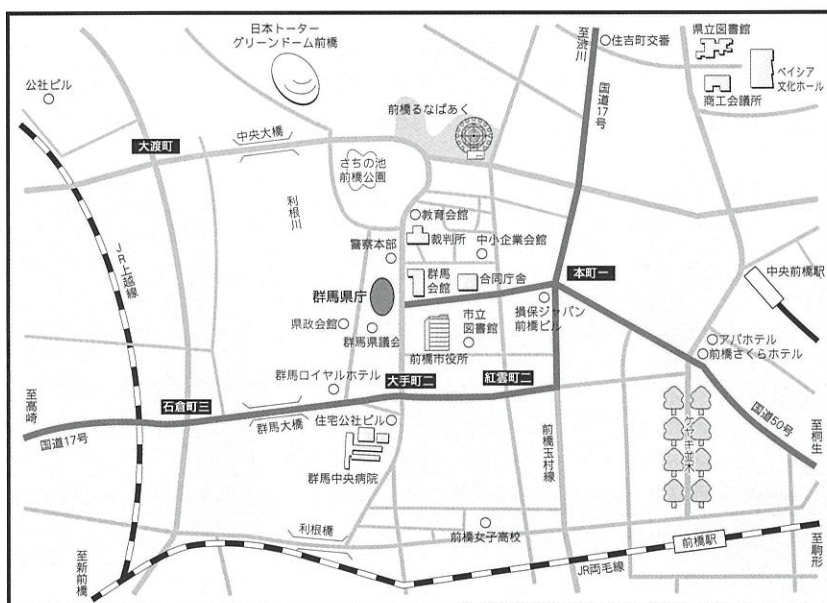 日本トーター
グリーンドーム前橋
至渋川
住吉町交番
県立図書館
ベイシア
文化ホール
商工会議所
公社ビル
国道17号
前橋るなぱあく
中央大橋
大渡町
さちの池
前橋公園
利根川
教育会館
裁判所
中小企業会館
警察本部
JR上越線
群馬
会館
合同庁舎
本町一
中央前橋駅
群馬県庁
損保ジャパン
前橋ビル
県政会館
市立
図書館
群馬県議会
前橋市役所
アパホテル
前橋さくらホテル
群馬ロイヤルホテル
大手町二
紅雲町二
至高崎
石倉町三
国道17号
群馬大橋
住宅公社ビル
前橋玉村線
ケヤキ並木
国道50号
至桐生
群馬中央病院
利根橋
前橋女子高校
前橋駅
至駒形
至新前橋
JR両毛線